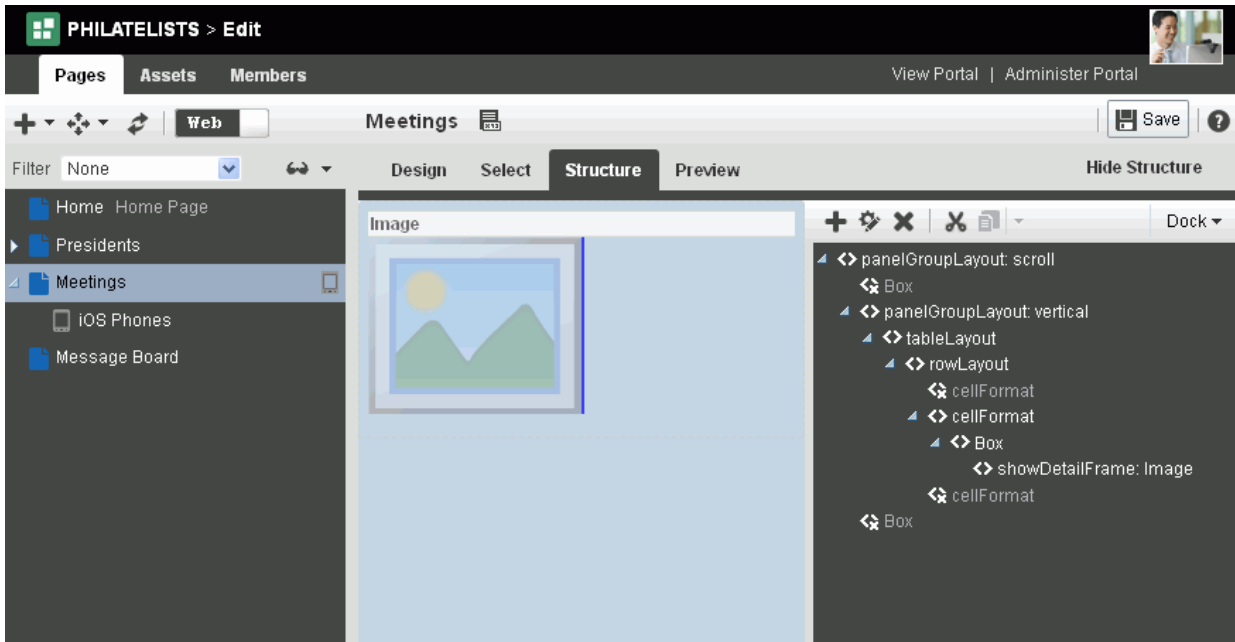 PHILATELISTS > Edit
Pages Assets Members View Portal | Administer Portal
Web Meetings Save
Filter None Design Select Structure Preview Hide Structure
Home Home Page
Presidents
Meetings
iOS Phones
Message Board
Image
Dock
panelGroupLayout: scroll
Box
panelGroupLayout: vertical
tableLayout
rowLayout
cellFormat
cellFormat
Box
showDetailFrame: Image
cellFormat
Box